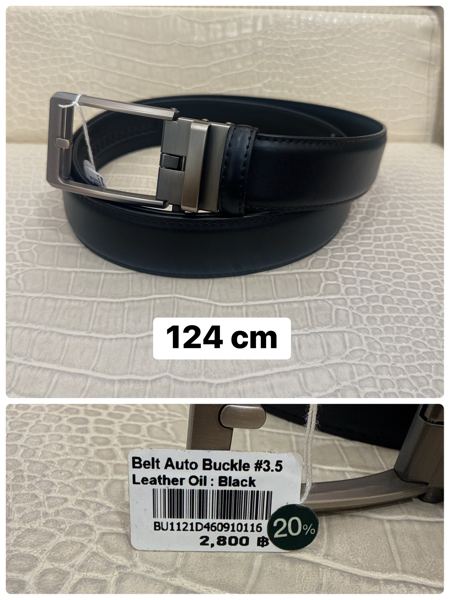 124 cm
Belt Auto Buckle #3.5
Leather Oil : Black
BU1121D460910116
20%
2,800 ฿